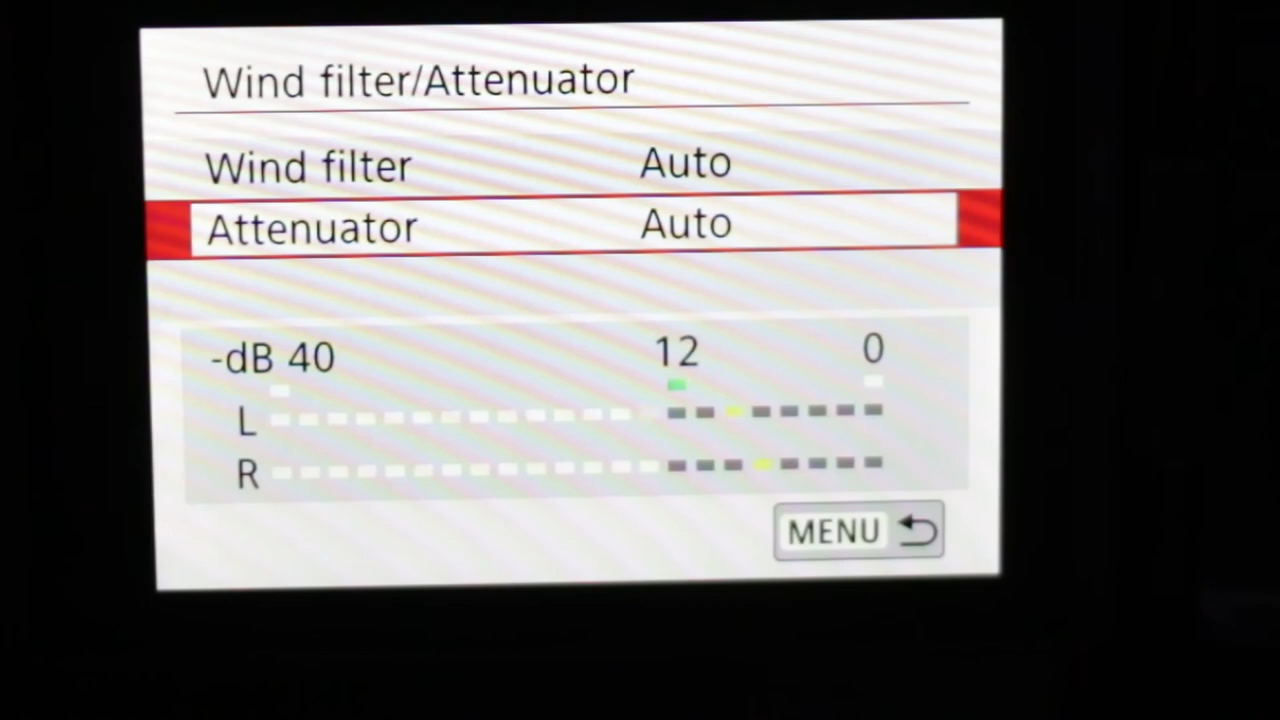 Wind filter/Attenuator
Wind filter Auto
Attenuator Auto
-dB 40 12 0
L
R
MENU